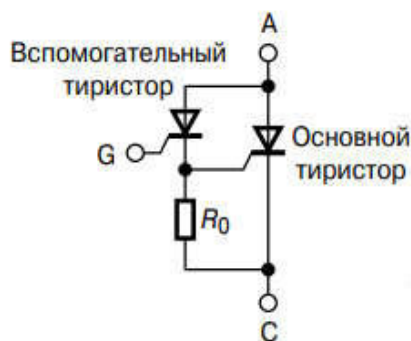 A
Вспомогательный
тиристор
G
Основной
тиристор
R0
C